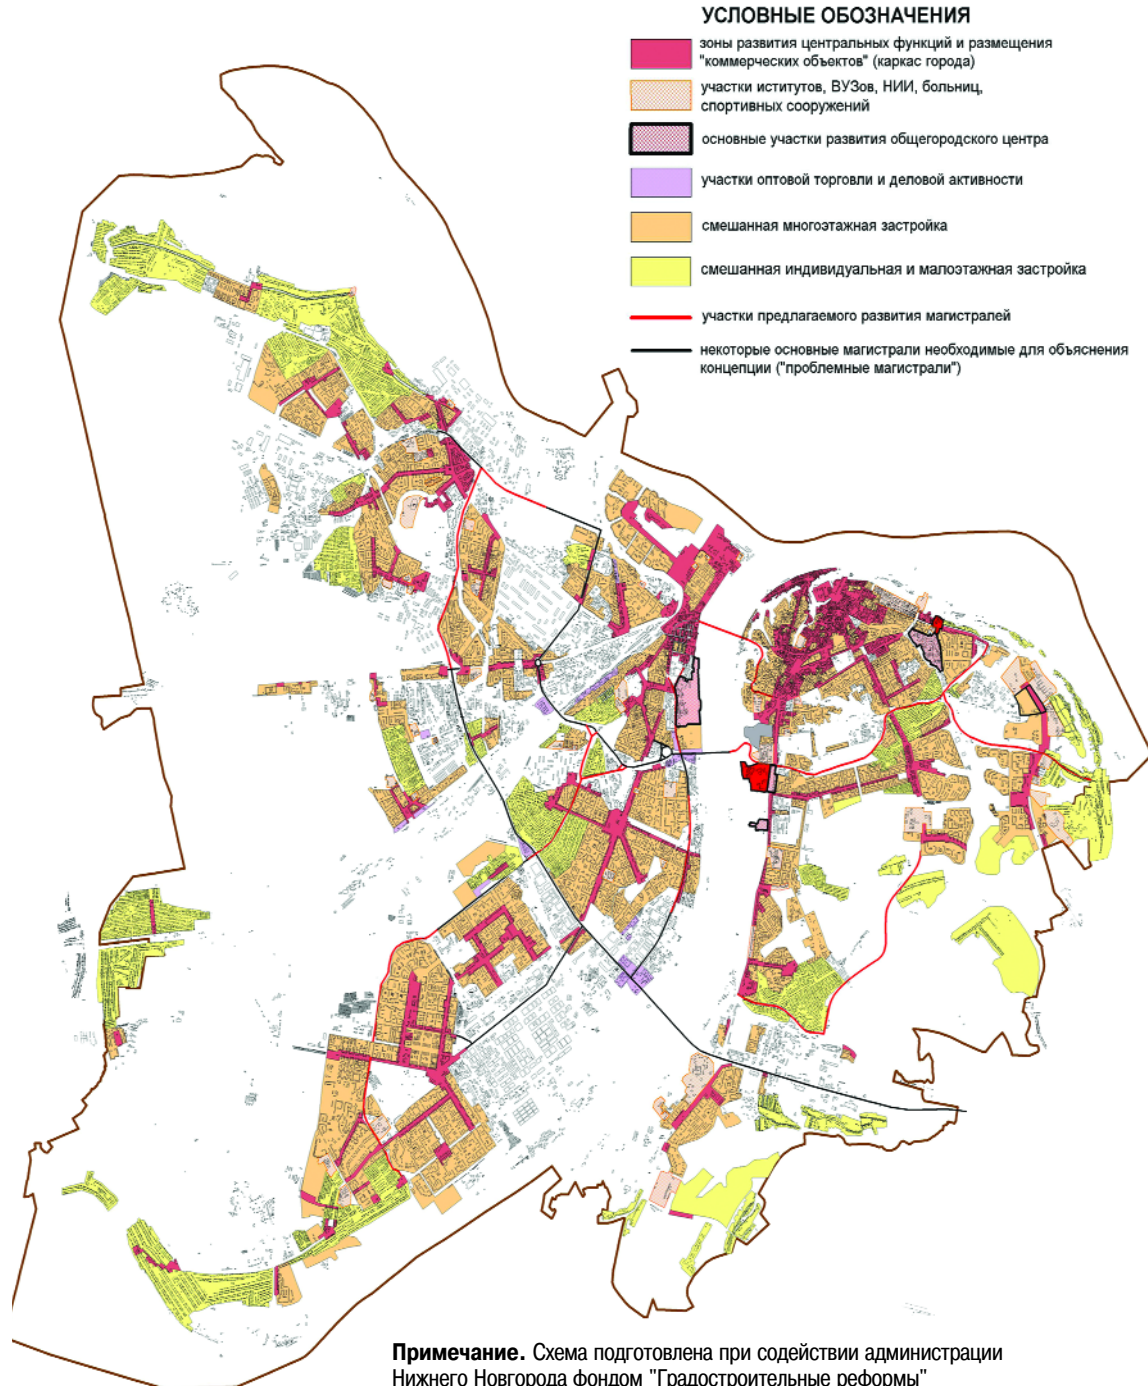 УСЛОВНЫЕ ОБОЗНАЧЕНИЯ
зоны развития центральных функций и размещения
"коммерческих объектов" (каркас города)
участки иститутов, ВУЗов, НИИ, больниц,
спортивных сооружений
основные участки развития общегородского центра
участки оптовой торговли и деловой активности
смешанная многоэтажная застройка
смешанная индивидуальная и малоэтажная застройка
участки предлагаемого развития магистралей
некоторые основные магистрали необходимые для объяснения
концепции ("проблемные магистрали")
Примечание. Схема подготовлена при содействии администрации
Нижнего Новгорода фондом "Градостроительные реформы"